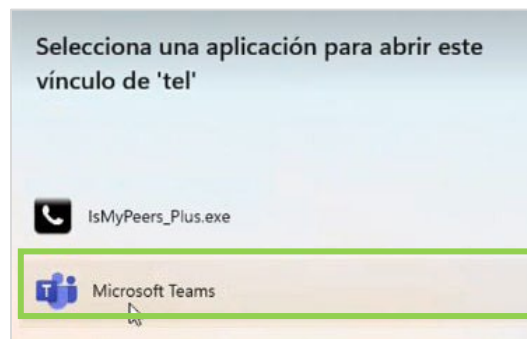 Selecciona una aplicación para abrir este
vínculo de 'tel'
IsMyPeers_Plus.exe
Microsoft Teams